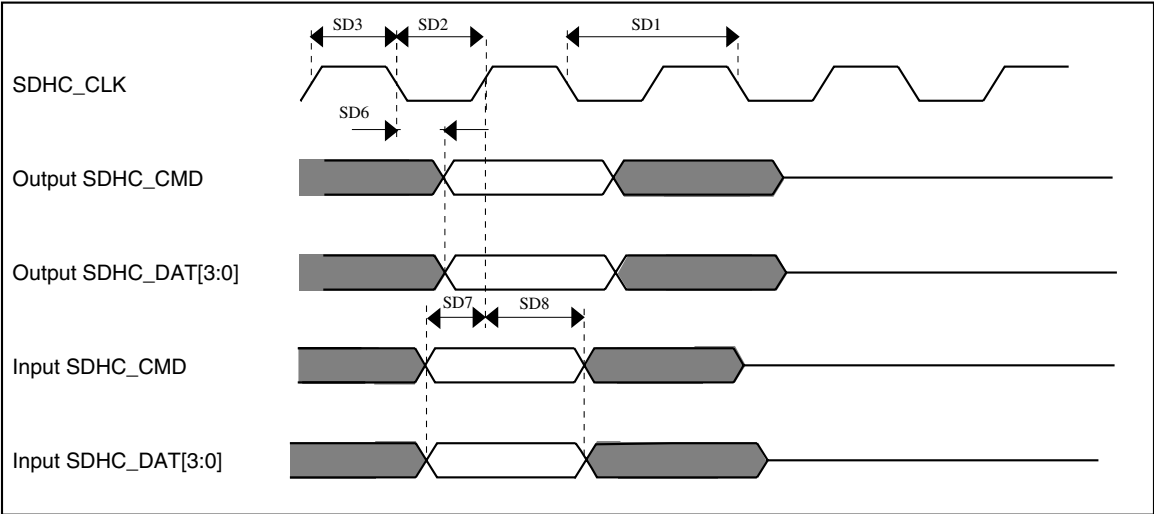 SD3
SD2
SD1
SDHC_CLK
SD6
Output SDHC_CMD
Output SDHC_DAT[3:0]
SD7
SD8
Input SDHC_CMD
Input SDHC_DAT[3:0]